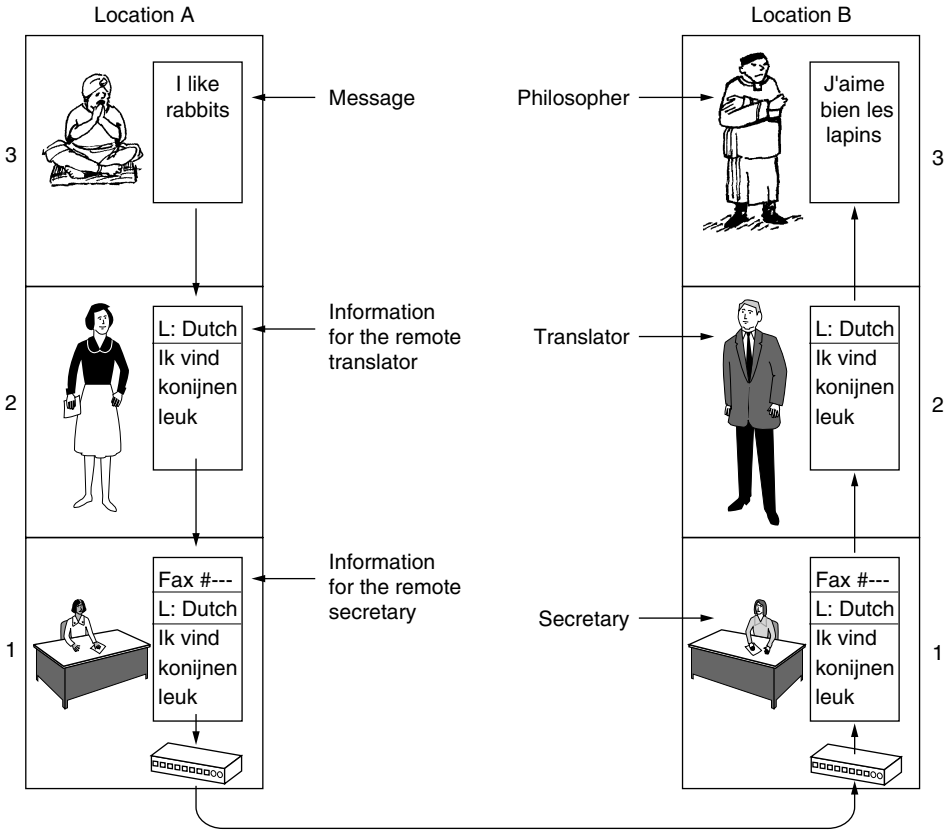 Location A
Location B
I like
rabbits
Message
Philosopher
J'aime
bien les
lapins
3
3
L: Dutch
Ik vind
konijnen
leuk
Information
for the remote
translator
Translator
L: Dutch
Ik vind
konijnen
leuk
2
2
Fax #---
L: Dutch
Ik vind
konijnen
leuk
Information
for the remote
secretary
Secretary
Fax #---
L: Dutch
Ik vind
konijnen
leuk
1
1